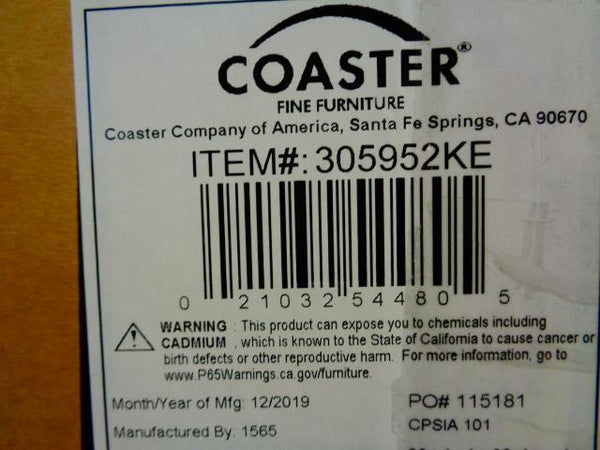 COASTER®
FINE FURNITURE
Coaster Company of America, Santa Fe Springs, CA 90670
ITEM#: 305952KE
0 21032 54480 5
WARNING : This product can expose you to chemicals including
CADMIUM , which is known to the State of California to cause cancer or
birth defects or other reproductive harm. For more information, go to
www.P65Warnings.ca.gov/furniture.
Month/Year of Mfg: 12/2019
PO# 115181
Manufactured By: 1565
CPSIA 101